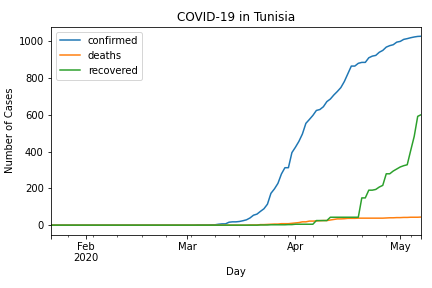 COVID-19 in Tunisia
confirmed
deaths
recovered
1000
800
600
400
200
0
Number of Cases
Feb
2020
Mar
Apr
May
Day